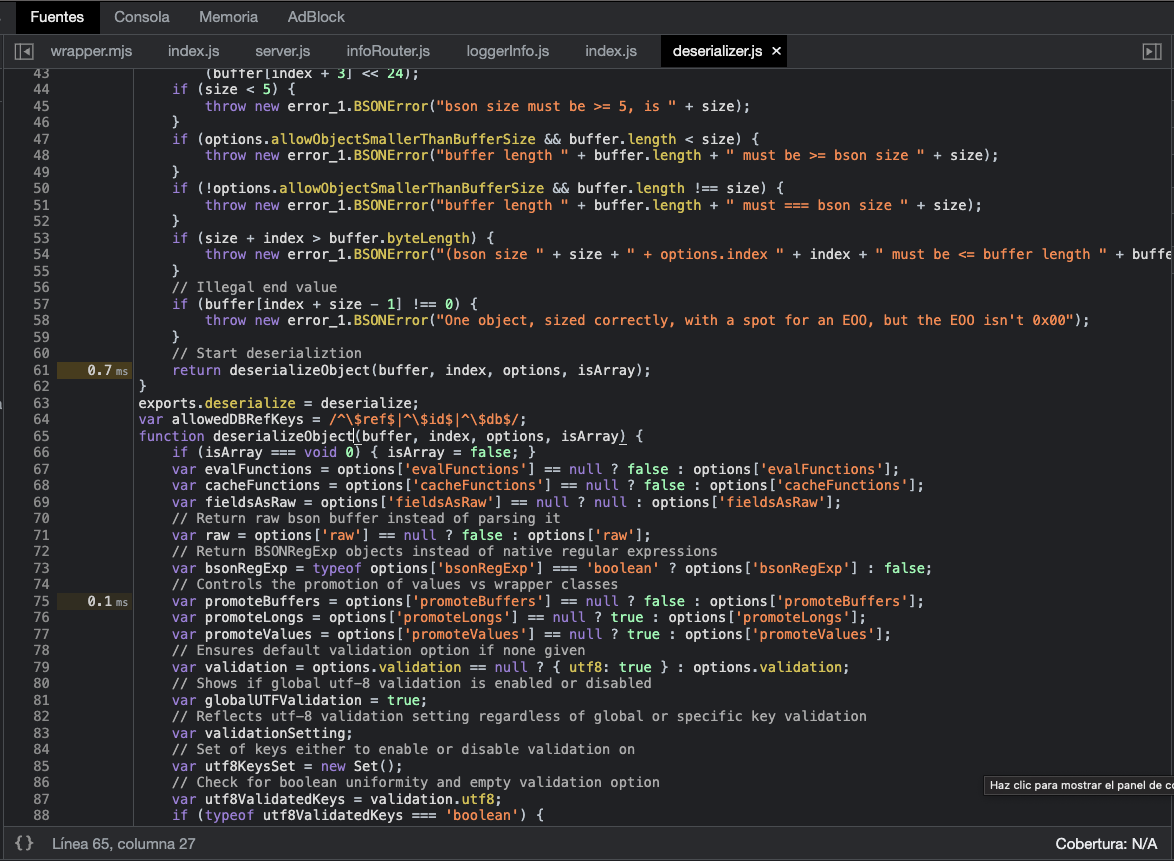 Fuentes Consola Memoria AdBlock
wrapper.mjs index.js server.js infoRouter.js loggerInfo.js index.js deserializer.js ×
43 (buffer[index + 3] << 24);
44 if (size < 5) {
45 throw new error_1.BSONError("bson size must be >= 5, is " + size);
46 }
47 if (options.allowObjectSmallerThanBufferSize && buffer.length < size) {
48 throw new error_1.BSONError("buffer length " + buffer.length + " must be >= bson size " + size);
49 }
50 if (!options.allowObjectSmallerThanBufferSize && buffer.length !== size) {
51 throw new error_1.BSONError("buffer length " + buffer.length + " must === bson size " + size);
52 }
53 if (size + index > buffer.byteLength) {
54 throw new error_1.BSONError("(bson size " + size + " + options.index " + index + " must be <= buffer length " + buffe
55 }
56 // Illegal end value
57 if (buffer[index + size - 1] !== 0) {
58 throw new error_1.BSONError("One object, sized correctly, with a spot for an EOO, but the EOO isn't 0x00");
59 }
60 // Start deserializtion
61 0.7 ms return deserializeObject(buffer, index, options, isArray);
62 }
63 exports.deserialize = deserialize;
64 var allowedDBRefKeys = /^\$ref$|^\$id$|^\$db$/;
65 function deserializeObject(buffer, index, options, isArray) {
66 if (isArray === void 0) { isArray = false; }
67 var evalFunctions = options['evalFunctions'] == null ? false : options['evalFunctions'];
68 var cacheFunctions = options['cacheFunctions'] == null ? false : options['cacheFunctions'];
69 var fieldsAsRaw = options['fieldsAsRaw'] == null ? null : options['fieldsAsRaw'];
70 // Return raw bson buffer instead of parsing it
71 var raw = options['raw'] == null ? false : options['raw'];
72 // Return BSONRegExp objects instead of native regular expressions
73 var bsonRegExp = typeof options['bsonRegExp'] === 'boolean' ? options['bsonRegExp'] : false;
74 // Controls the promotion of values vs wrapper classes
75 0.1 ms var promoteBuffers = options['promoteBuffers'] == null ? false : options['promoteBuffers'];
76 var promoteLongs = options['promoteLongs'] == null ? true : options['promoteLongs'];
77 var promoteValues = options['promoteValues'] == null ? true : options['promoteValues'];
78 // Ensures default validation option if none given
79 var validation = options.validation == null ? { utf8: true } : options.validation;
80 // Shows if global utf-8 validation is enabled or disabled
81 var globalUTFValidation = true;
82 // Reflects utf-8 validation setting regardless of global or specific key validation
83 var validationSetting;
84 // Set of keys either to enable or disable validation on
85 var utf8KeysSet = new Set();
86 // Check for boolean uniformity and empty validation option
87 var utf8ValidatedKeys = validation.utf8;
88 if (typeof utf8ValidatedKeys === 'boolean') {
Haz clic para mostrar el panel de co
{} Línea 65, columna 27 Cobertura: N/A